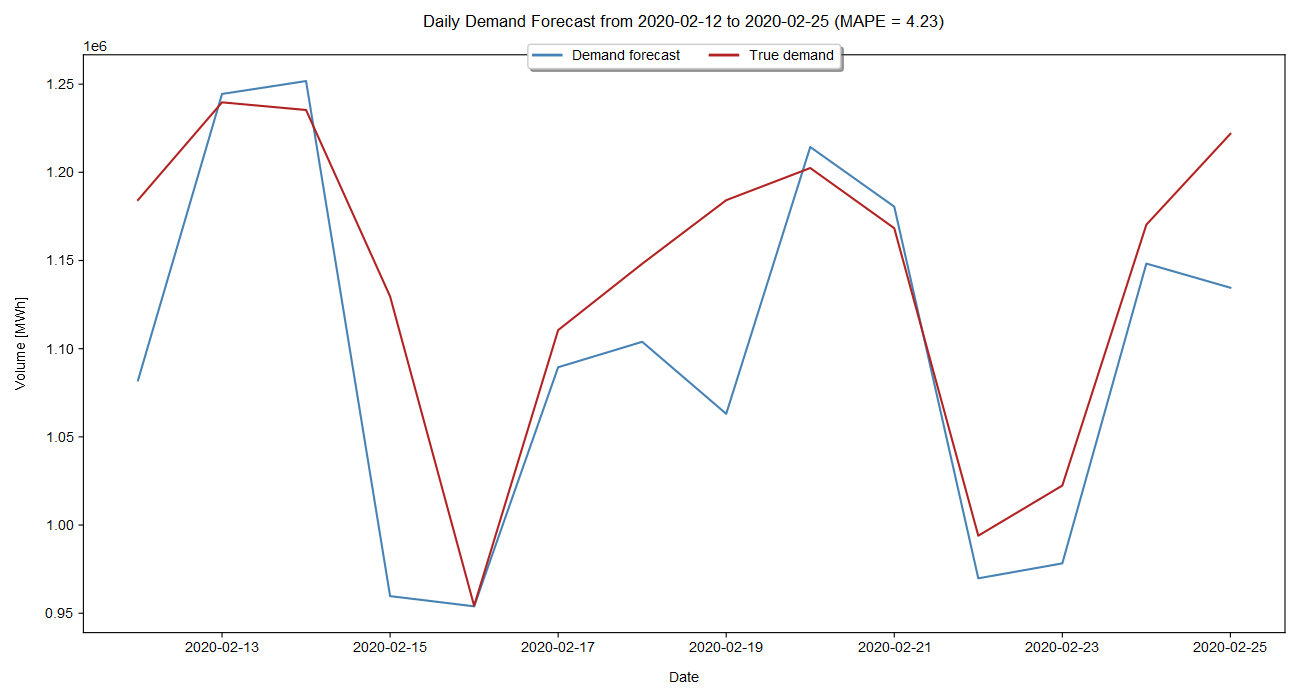 Daily Demand Forecast from 2020-02-12 to 2020-02-25 (MAPE = 4.23)
1e6
Demand forecast
True demand
1.25
1.20
1.15
1.10
1.05
1.00
0.95
Volume [MWh]
2020-02-13
2020-02-15
2020-02-17
2020-02-19
2020-02-21
2020-02-23
2020-02-25
Date